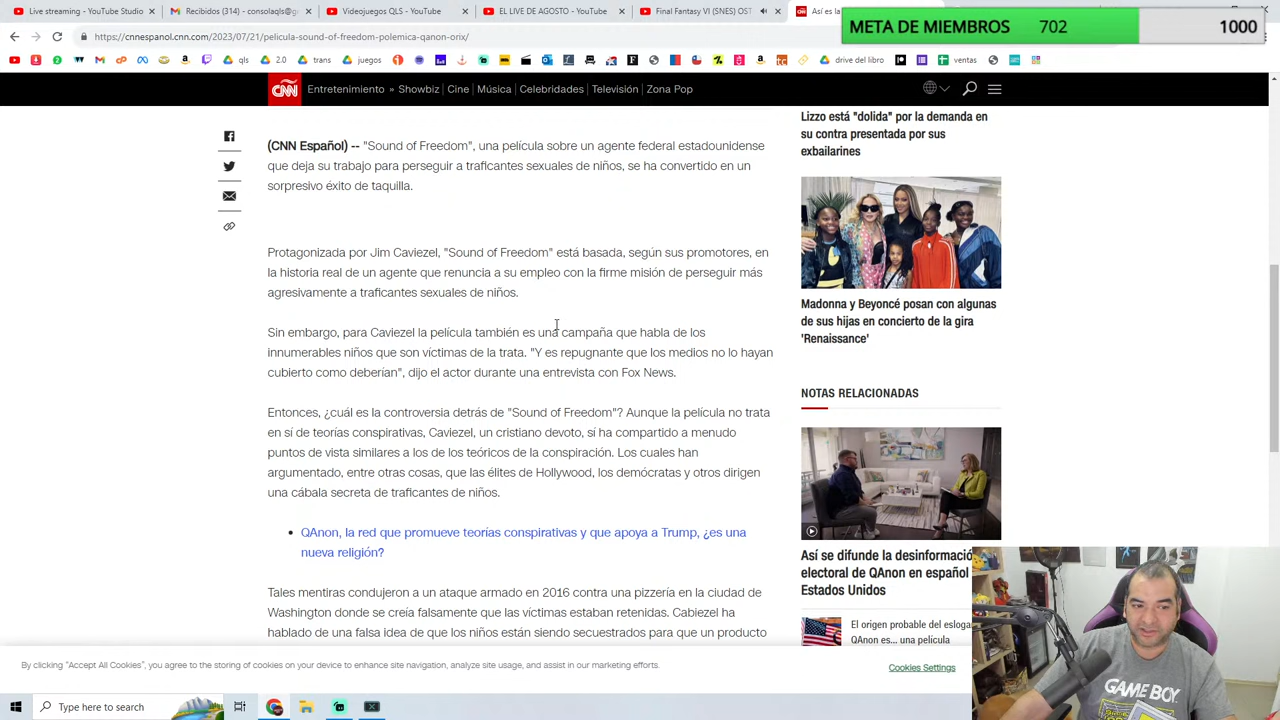 Live streaming - YouTube Studio
Recibidos (314) - consolaqls@g
Videojuegos QLS - YouTube
EL LIVE DE AGOSTO - YouTube
Final Fantasy VI (SNES) OST
Así es la
META DE MIEMBROS 702 1000
https://cnnespanol.cnn.com/2023/07/21/pelicula-sound-of-freedom-polemica-qanon-orix/
qls
trans
juegos
drive del libro
ventas
CNN
Entretenimiento » Showbiz Cine Música Celebridades Televisión Zona Pop
(CNN Español) -- "Sound of Freedom", una película sobre un agente federal estadounidense
que deja su trabajo para perseguir a traficantes sexuales de niños, se ha convertido en un
sorpresivo éxito de taquilla.
Protagonizada por Jim Caviezel, "Sound of Freedom" está basada, según sus promotores, en
la historia real de un agente que renuncia a su empleo con la firme misión de perseguir más
agresivamente a traficantes sexuales de niños.
Sin embargo, para Caviezel la película también es una campaña que habla de los
innumerables niños que son víctimas de la trata. "Y es repugnante que los medios no lo hayan
cubierto como deberían", dijo el actor durante una entrevista con Fox News.
Entonces, ¿cuál es la controversia detrás de "Sound of Freedom"? Aunque la película no trata
en sí de teorías conspirativas, Caviezel, un cristiano devoto, sí ha compartido a menudo
puntos de vista similares a los de los teóricos de la conspiración. Los cuales han
argumentado, entre otras cosas, que las élites de Hollywood, los demócratas y otros dirigen
una cábala secreta de traficantes de niños.
• QAnon, la red que promueve teorías conspirativas y que apoya a Trump, ¿es una
nueva religión?
Tales mentiras condujeron a un ataque armado en 2016 contra una pizzería en la ciudad de
Washington donde se creía falsamente que las víctimas estaban retenidas. Cabiezel ha
hablado de una falsa idea de que los niños están siendo secuestrados para que un producto
Lizzo está "dolida" por la demanda en
su contra presentada por sus
exbailarines
Madonna y Beyoncé posan con algunas
de sus hijas en concierto de la gira
'Renaissance'
NOTAS RELACIONADAS
Así se difunde la desinformació
electoral de QAnon en español
Estados Unidos
El origen probable del esloga
QAnon es... una película
By clicking "Accept All Cookies", you agree to the storing of cookies on your device to enhance site navigation, analyze site usage, and assist in our marketing efforts.
Cookies Settings
Type here to search
GAME BOY